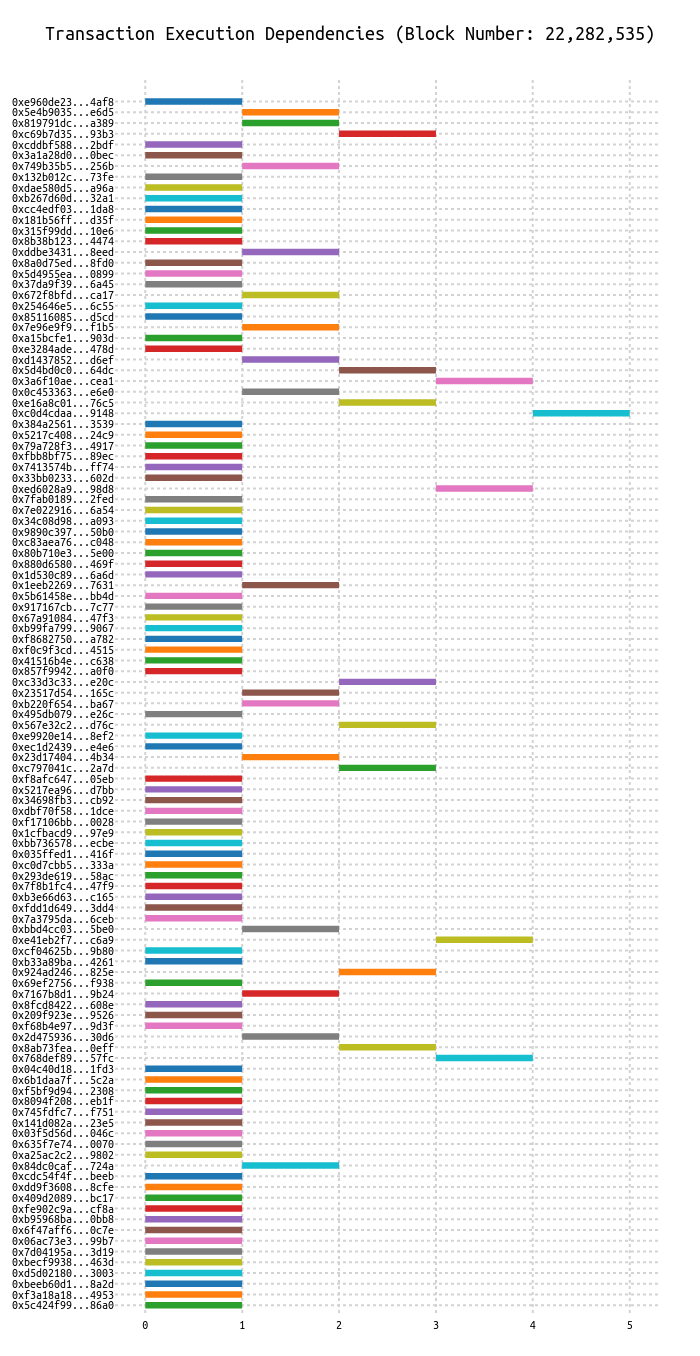 Transaction Execution Dependencies (Block Number: 22,282,535)
0xe960de23...4af8
0x5e4b9035...e6d5
0x819791dc...a389
0xc69b7d35...93b3
0xcddbf588...2bdf
0x3a1a28d0...0bec
0x749b35b5...256b
0x132b012c...73fe
0xdae580d5...a96a
0xb267d60d...32a1
0xcc4edf03...1da8
0x181b56ff...d35f
0x315f99dd...10e6
0x8b38b123...4474
0xddbe3431...8eed
0x8a0d75ed...8fd0
0x5d4955ea...0899
0x37da9f39...6a45
0x672f8bfd...ca17
0x254646e5...6c55
0x85116085...d5cd
0x7e96e9f9...f1b5
0xa15bcfe1...903d
0xe3284ade...478d
0xd1437852...d6ef
0x5d4bd0c0...64dc
0x3a6f10ae...cea1
0x0c453363...e6e0
0xe16a8c01...76c5
0xc0d4cdaa...9148
0x384a2561...3539
0x5217c408...24c9
0x79a728f3...4917
0xfbb8bf75...89ec
0x7413574b...ff74
0x33bb0233...602d
0xed6028a9...98d8
0x7fab0189...2fed
0x7e022916...6a54
0x34c08d98...a093
0x9890c397...50b0
0xc83aea76...c048
0x80b710e3...5e00
0x880d6580...469f
0x1d530c89...6a6d
0x1eeb2269...7631
0x5b61458e...bb4d
0x917167cb...7c77
0x67a91084...47f3
0xb99fa799...9067
0xf8682750...a782
0xf0c9f3cd...4515
0x41516b4e...c638
0x857f9942...a0f0
0xc33d3c33...e20c
0x23517d54...165c
0xb220f654...ba67
0x495db079...e26c
0x567e32c2...d76c
0xe9920e14...8ef2
0xec1d2439...e4e6
0x23d17404...4b34
0xc797041c...2a7d
0xf8afc647...05eb
0x5217ea96...d7bb
0x34698fb3...cb92
0xdbf70f58...1dce
0xf17106bb...0028
0x1cfbacd9...97e9
0xbb736578...ecbe
0x035ffed1...416f
0xc0d7cbb5...333a
0x293de619...58ac
0x7f8b1fc4...47f9
0xb3e66d63...c165
0xfdd1d649...3dd4
0x7a3795da...6ceb
0xbbd4cc03...5be0
0xe41eb2f7...c6a9
0xcf04625b...9b80
0xb33a89ba...4261
0x924ad246...825e
0x69ef2756...f938
0x7167b8d1...9b24
0x8fcd8422...608e
0x209f923e...9526
0xf68b4e97...9d3f
0x2d475936...30d6
0x8ab73fea...0eff
0x768def89...57fc
0x04c40d18...1fd3
0x6b1daa7f...5c2a
0xf5bf9d94...2308
0x8094f208...eb1f
0x745fdfc7...f751
0x141d082a...23e5
0x03f5d56d...046c
0x635f7e74...0070
0xa25ac2c2...9802
0x84dc0caf...724a
0xcdc54f4f...beeb
0xdd9f3608...8cfe
0x409d2089...bc17
0xfe902c9a...cf8a
0xb95968ba...0bb8
0x6f47aff6...0c7e
0x06ac73e3...99b7
0x7d04195a...3d19
0xbecf9938...463d
0xd5d02180...3003
0xbeeb60d1...8a2d
0xf3a18a18...4953
0x5c424f99...86a0
0 1 2 3 4 5